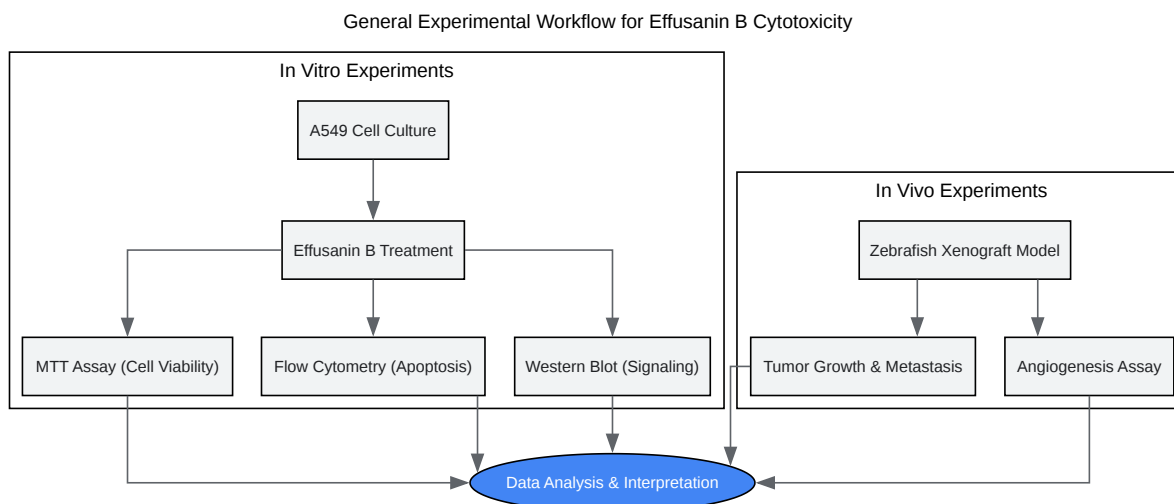 General Experimental Workflow for Effusanin B Cytotoxicity
In Vitro Experiments
A549 Cell Culture
Effusanin B Treatment
MTT Assay (Cell Viability)
Flow Cytometry (Apoptosis)
Western Blot (Signaling)
In Vivo Experiments
Zebrafish Xenograft Model
Tumor Growth & Metastasis
Angiogenesis Assay
Data Analysis & Interpretation